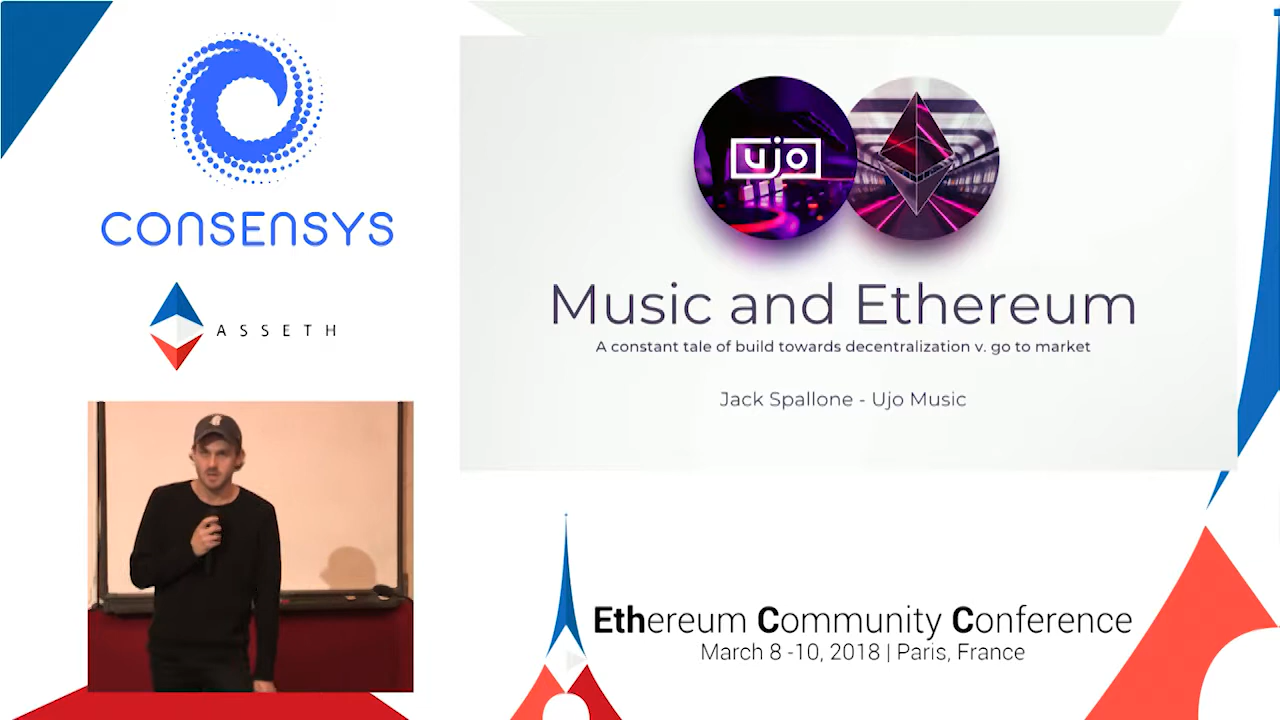 CONSENSYS
ASSETH
ujo
Music and Ethereum
A constant tale of build towards decentralization v. go to market
Jack Spallone - Ujo Music
Ethereum Community Conference
March 8 -10, 2018 | Paris, France